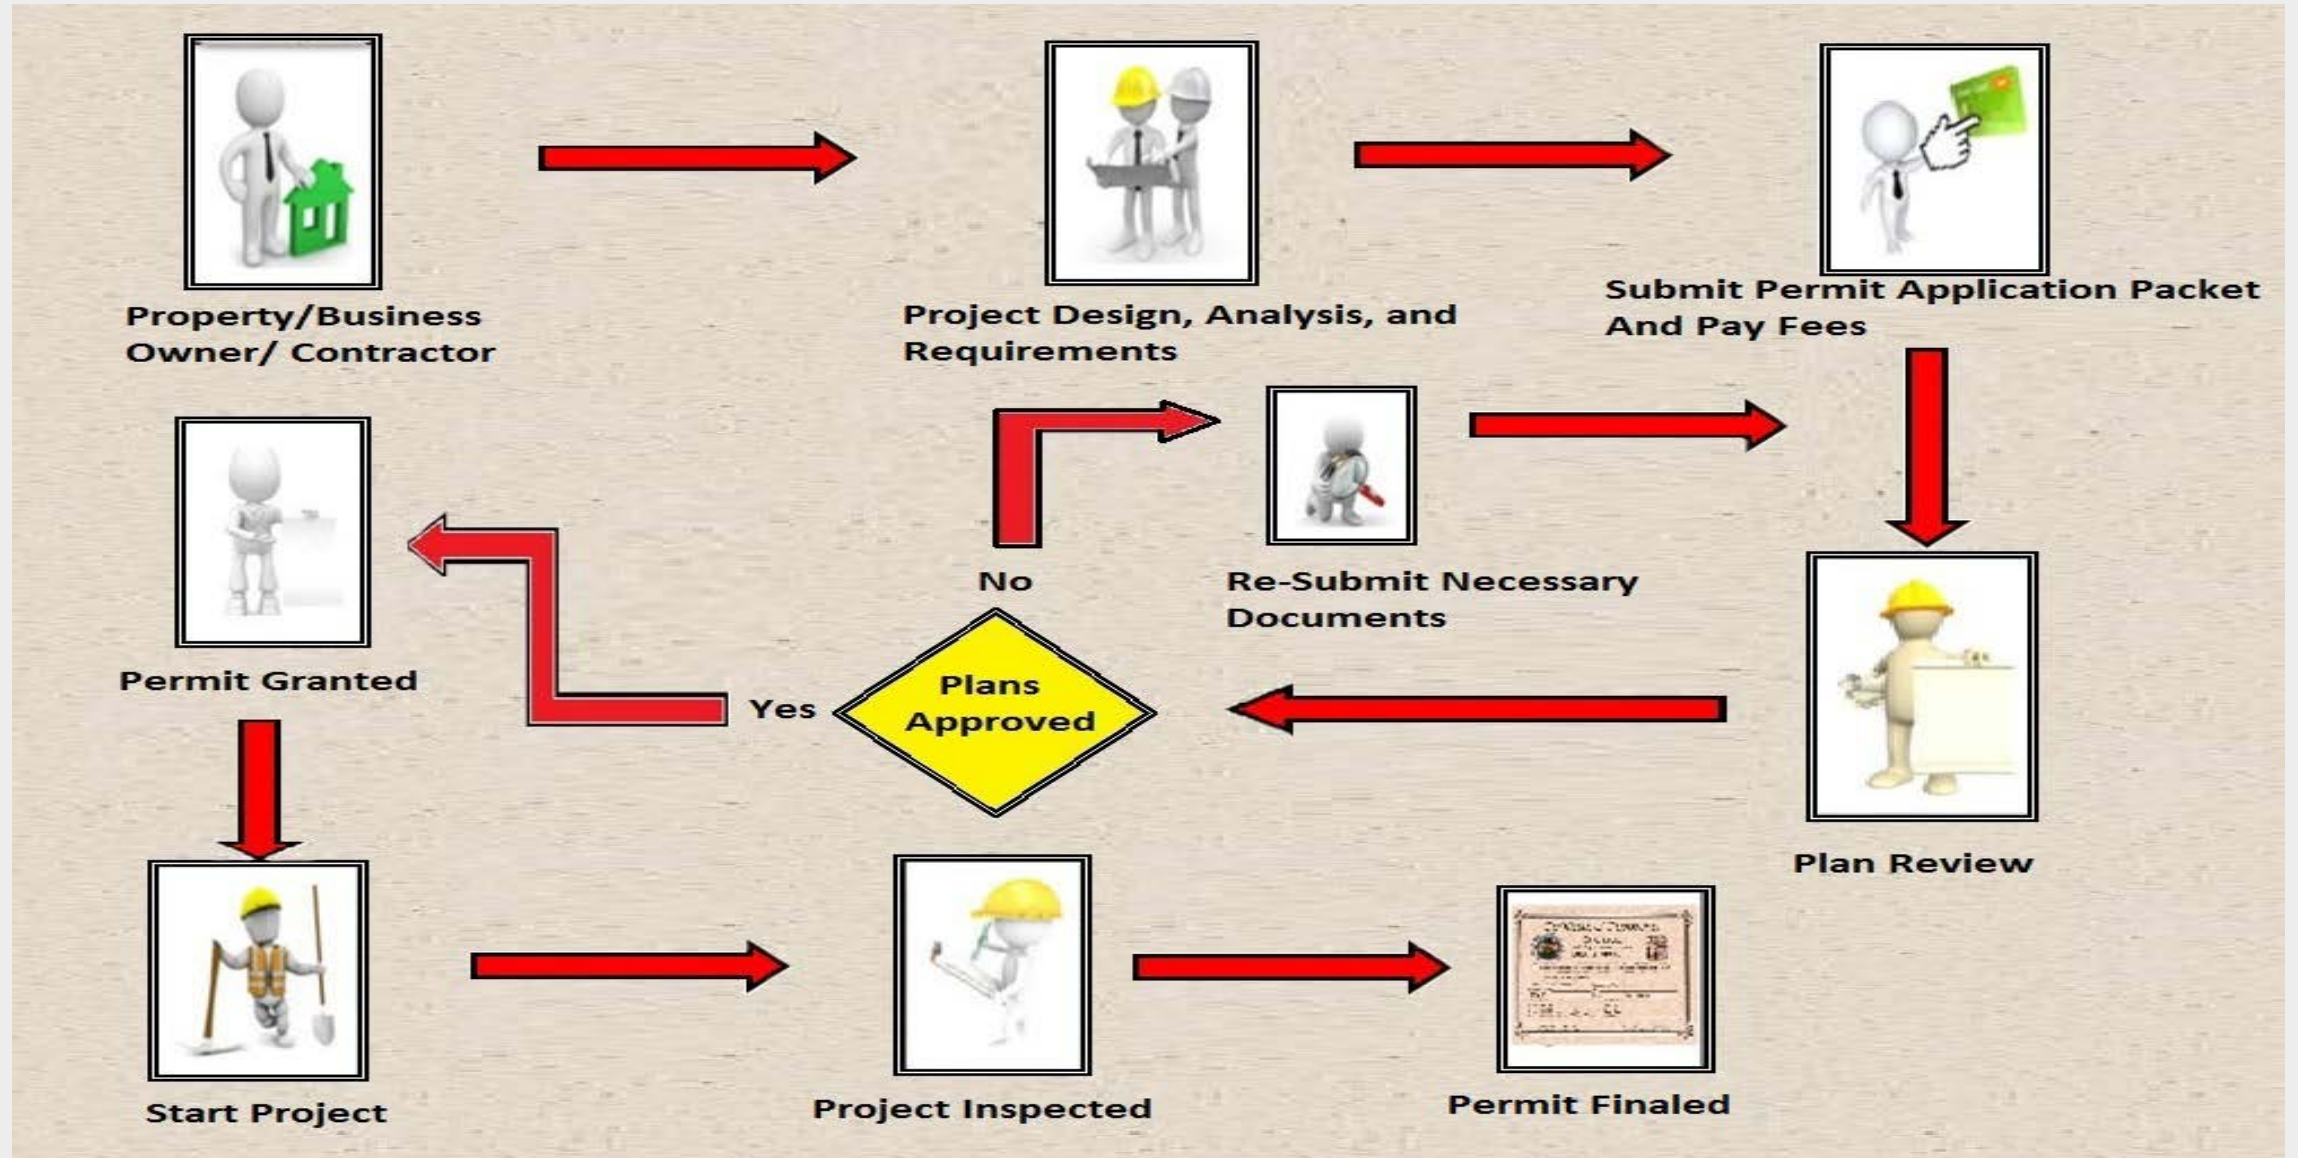 Property/Business
Owner/ Contractor
Project Design, Analysis, and
Requirements
Submit Permit Application Packet
And Pay Fees
No
Re-Submit Necessary
Documents
Permit Granted
Yes
Plans
Approved
Plan Review
Start Project
Project Inspected
Permit Finaled